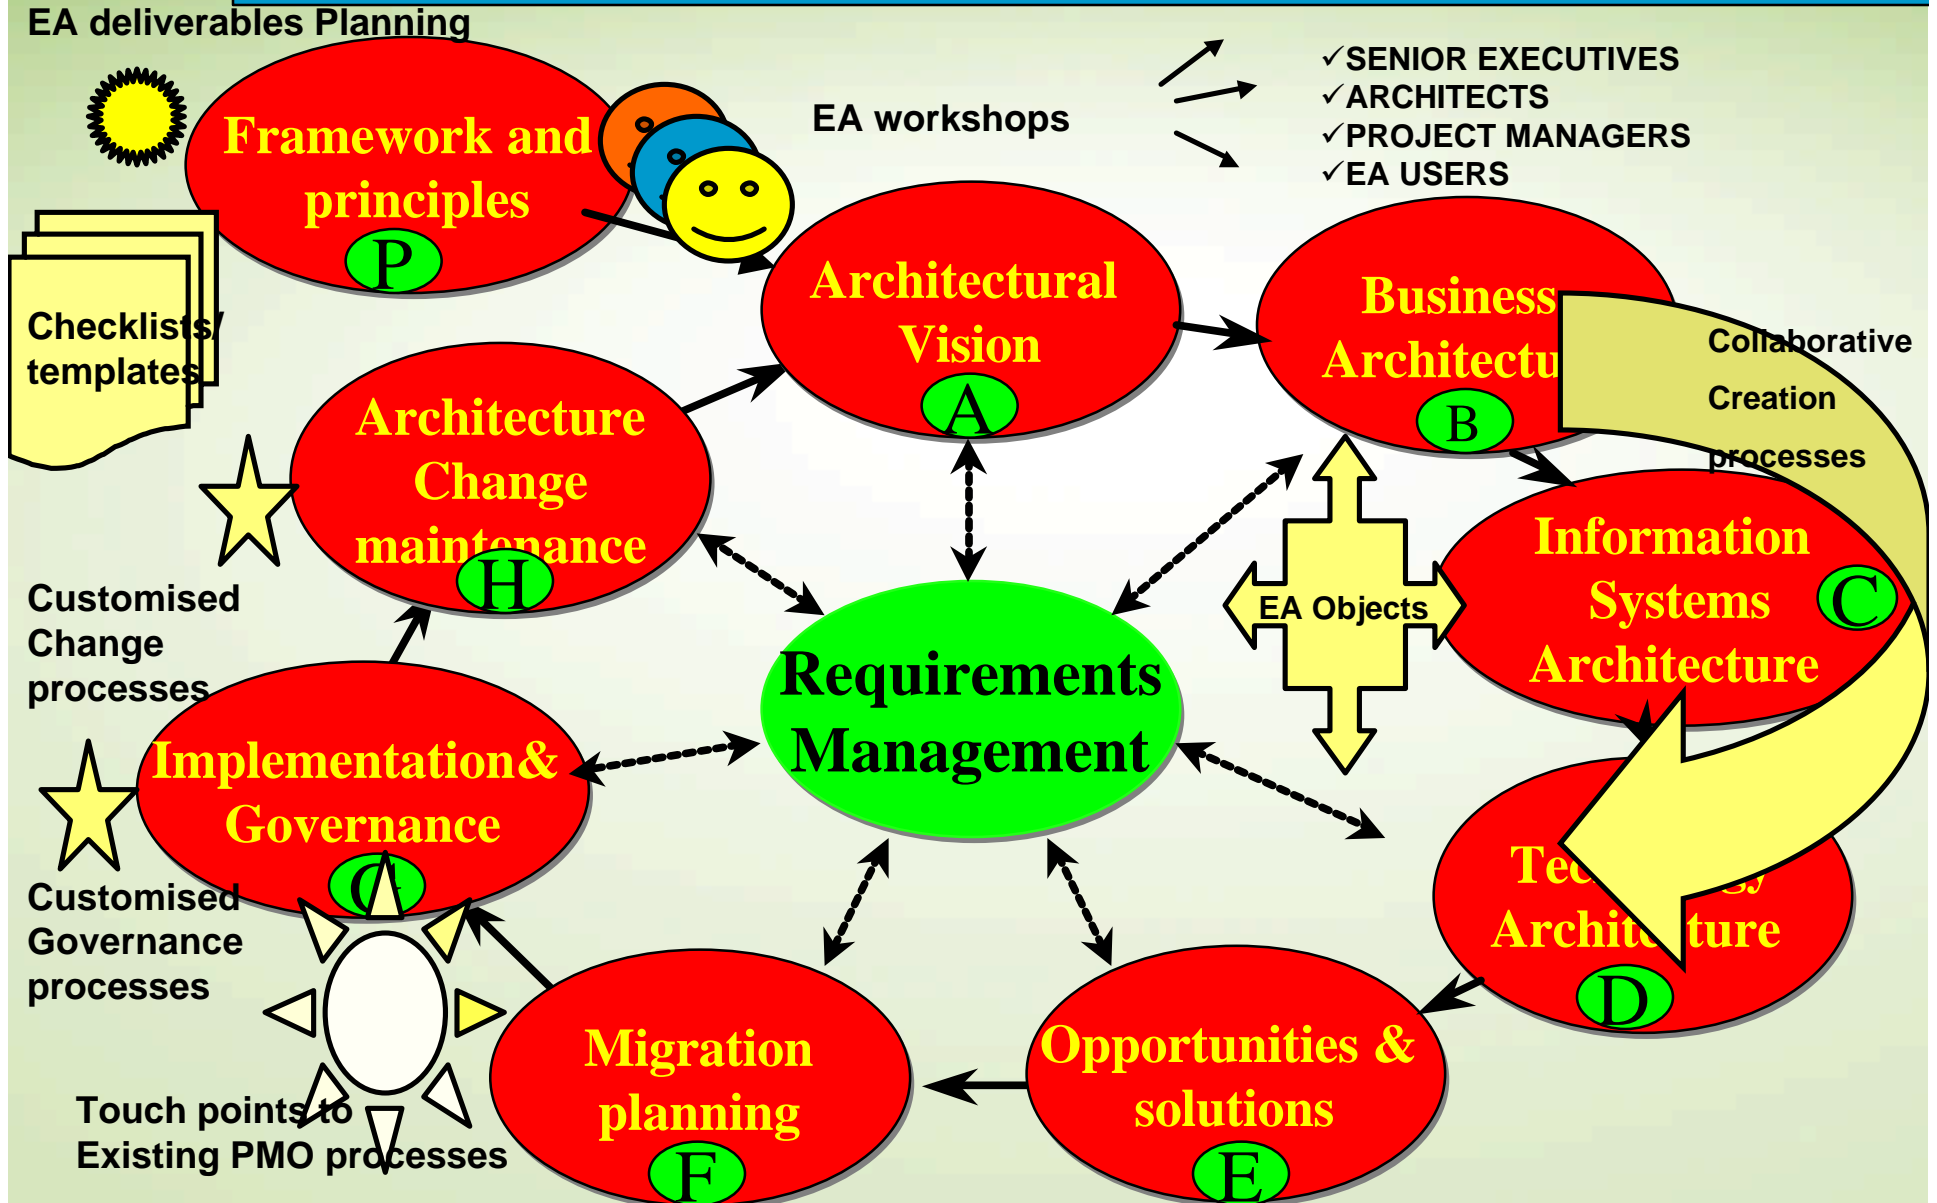 EA deliverables Planning
EA workshops
✓SENIOR EXECUTIVES
✓ARCHITECTS
✓PROJECT MANAGERS
✓EA USERS
Framework and
principles
P
Checklists/
templates
Architectural
Vision
A
Business
Architectu
B
Collaborative
Creation
processes
Architecture
Change
maintenance
H
Information
Systems
Architecture
C
EA Objects
Customised
Change
processes
Requirements
Management
Implementation&
Governance
G
Technology
Architecture
D
Customised
Governance
processes
Migration
planning
F
Opportunities &
solutions
E
Touch points to
Existing PMO processes